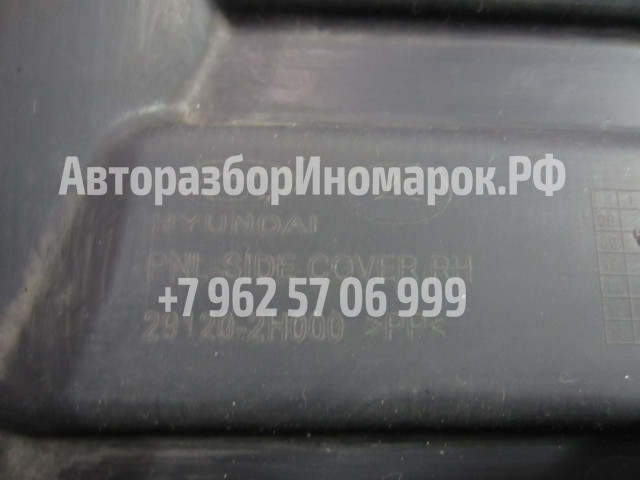 АвторазборИномарок.РФ
HYUNDAI
PNL-SIDE COVER RH
+7 962 57 06 999
29120-2H000 >PP<